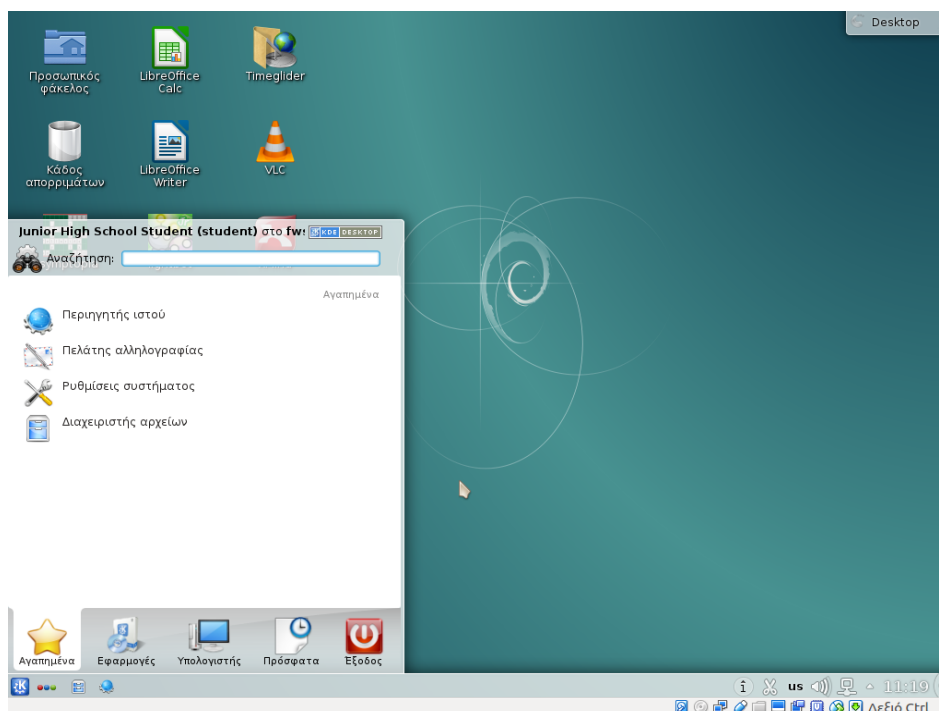 Desktop
Προσωπικός
φάκελος
LibreOffice
Calc
Timeglider
Κάδος
απορριμάτων
LibreOffice
Writer
VLC
Junior High School Student (student) στο fws
KDE DESKTOP
Αναζήτηση:
Αγαπημένα
Περιηγητής ιστού
Πελάτης αλληλογραφίας
Ρυθμίσεις συστήματος
Διαχειριστής αρχείων
Αγαπημένα
Εφαρμογές
Υπολογιστής
Πρόσφατα
Έξοδος
us
11:19
Δεξιό Ctrl